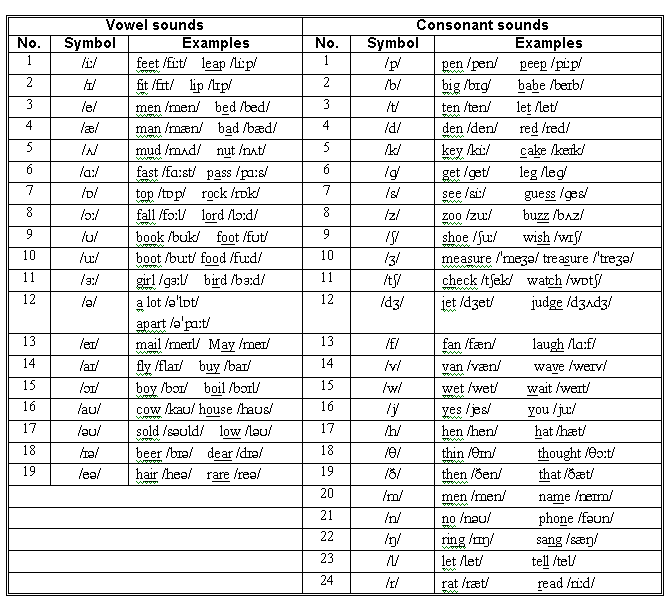 Vowel sounds Consonant sounds
No. Symbol Examples No. Symbol Examples
1 /iː/ feet /fiːt/ leap /liːp/ 1 /p/ pen /pen/ peep /piːp/
2 /ɪ/ fit /fɪt/ lip /lɪp/ 2 /b/ big /bɪɡ/ babe /beɪb/
3 /e/ men /men/ bed /bed/ 3 /t/ ten /ten/ let /let/
4 /æ/ man /mæn/ bad /bæd/ 4 /d/ den /den/ red /red/
5 /ʌ/ mud /mʌd/ nut /nʌt/ 5 /k/ key /kiː/ cake /keɪk/
6 /ɑː/ fast /fɑːst/ pass /pɑːs/ 6 /ɡ/ get /ɡet/ leg /leɡ/
7 /ɒ/ top /tɒp/ rock /rɒk/ 7 /s/ see /siː/ guess /ɡes/
8 /ɔː/ fall /fɔːl/ lord /lɔːd/ 8 /z/ zoo /zuː/ buzz /bʌz/
9 /ʊ/ book /bʊk/ foot /fʊt/ 9 /ʃ/ shoe /ʃuː/ wish /wɪʃ/
10 /uː/ boot /buːt/ food /fuːd/ 10 /ʒ/ measure /ˈmeʒə/ treasure /ˈtreʒə/
11 /ɜː/ girl /ɡɜːl/ bird /bɜːd/ 11 /tʃ/ check /tʃek/ watch /wɒtʃ/
12 /ə/ a lot /əˈlɒt/ 12 /dʒ/ jet /dʒet/ judge /dʒʌdʒ/
apart /əˈpɑːt/
13 /eɪ/ mail /meɪl/ May /meɪ/ 13 /f/ fan /fæn/ laugh /lɑːf/
14 /aɪ/ fly /flaɪ/ buy /baɪ/ 14 /v/ van /væn/ wave /weɪv/
15 /ɔɪ/ boy /bɔɪ/ boil /bɔɪl/ 15 /w/ wet /wet/ wait /weɪt/
16 /aʊ/ cow /kaʊ/ house /haʊs/ 16 /j/ yes /jes/ you /juː/
17 /əʊ/ sold /səʊld/ low /ləʊ/ 17 /h/ hen /hen/ hat /hæt/
18 /ɪə/ beer /bɪə/ dear /dɪə/ 18 /θ/ thin /θɪn/ thought /θɔːt/
19 /eə/ hair /heə/ rare /reə/ 19 /ð/ then /ðen/ that /ðæt/
20 /m/ men /men/ name /neɪm/
21 /n/ no /nəʊ/ phone /fəʊn/
22 /ŋ/ ring /rɪŋ/ sang /sæŋ/
23 /l/ let /let/ tell /tel/
24 /r/ rat /ræt/ read /riːd/